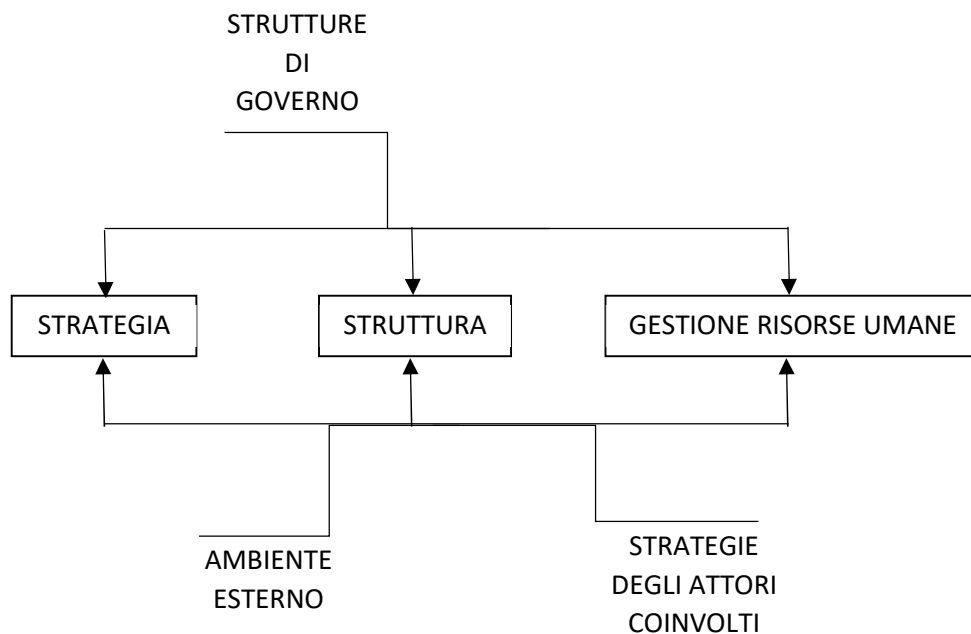 STRUTTURE
DI
GOVERNO
STRATEGIA
STRUTTURA
GESTIONE RISORSE UMANE
AMBIENTE
ESTERNO
STRATEGIE
DEGLI ATTORI
COINVOLTI